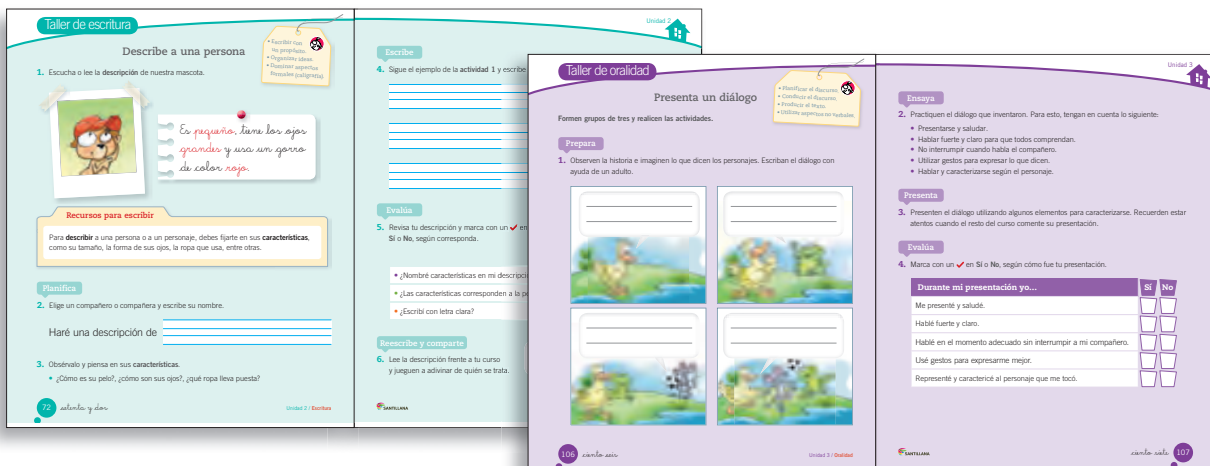 Taller de escritura
Describe a una persona
• Escribir con
un propósito.
• Organizar ideas.
• Dominar aspectos
formales (caligrafía).
1. Escucha o lee la descripción de nuestra mascota.
Es pequeño, tiene los ojos
grandes y usa un gorro
de color rojo.
Recursos para escribir
Para describir a una persona o a un personaje, debes fijarte en sus características,
como su tamaño, la forma de sus ojos, la ropa que usa, entre otras.
Planifica
2. Elige un compañero o compañera y escribe su nombre.
Haré una descripción de
3. Obsérvalo y piensa en sus características.
• ¿Cómo es su pelo?, ¿cómo son sus ojos?, ¿qué ropa lleva puesta?
72 setenta y dos
Unidad 2 / Escritura
Unidad 2
Escribe
4. Sigue el ejemplo de la actividad 1 y escribe
Evalúa
5. Revisa tu descripción y marca con un ✔ en
Sí o No, según corresponda.
• ¿Nombré características en mi descripció
• ¿Las características corresponden a la pe
• ¿Escribí con letra clara?
Reescribe y comparte
6. Lee la descripción frente a tu curso
y jueguen a adivinar de quién se trata.
SANTILLANA
Taller de oralidad
Presenta un diálogo
• Planificar el discurso.
• Conducir el discurso.
• Producir el texto.
• Utilizar aspectos no verbales.
Formen grupos de tres y realicen las actividades.
Prepara
1. Observen la historia e imaginen lo que dicen los personajes. Escriban el diálogo con
ayuda de un adulto.
106 ciento seis
Unidad 3 / Oralidad
Unidad 3
Ensaya
2. Practiquen el diálogo que inventaron. Para esto, tengan en cuenta lo siguiente:
• Presentarse y saludar.
• Hablar fuerte y claro para que todos comprendan.
• No interrumpir cuando habla el compañero.
• Utilizar gestos para expresar lo que dicen.
• Hablar y caracterizarse según el personaje.
Presenta
3. Presenten el diálogo utilizando algunos elementos para caracterizarse. Recuerden estar
atentos cuando el resto del curso comente su presentación.
Evalúa
4. Marca con un ✔ en Sí o No, según cómo fue tu presentación.
Durante mi presentación yo... Sí No
Me presenté y saludé.
Hablé fuerte y claro.
Hablé en el momento adecuado sin interrumpir a mi compañero.
Usé gestos para expresarme mejor.
Representé y caractericé al personaje que me tocó.
SANTILLANA
ciento siete 107